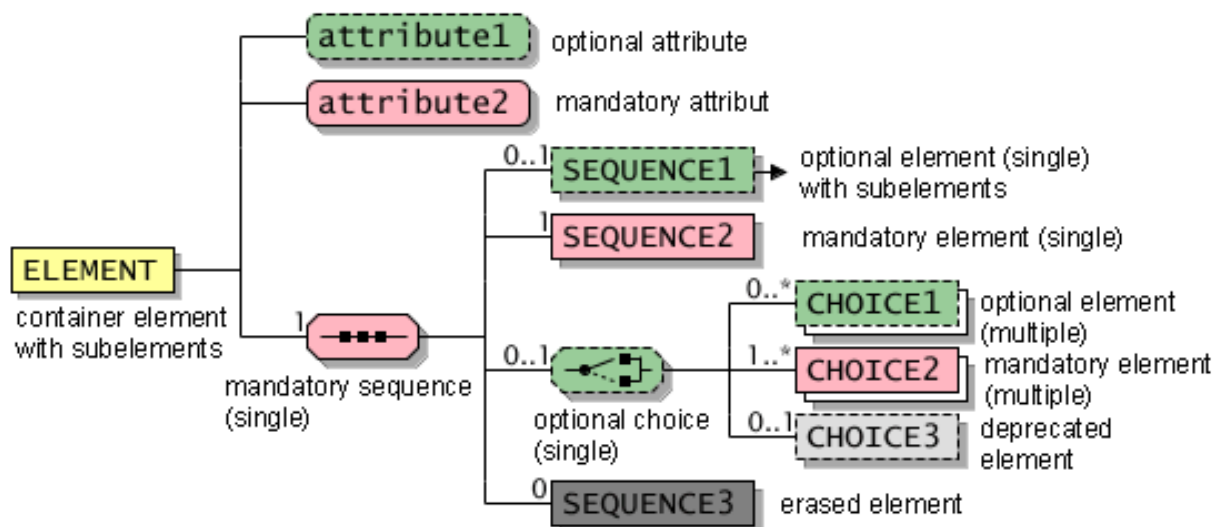 attribute1
optional attribute
attribute2
mandatory attribut
0..1
SEQUENCE1
optional element (single)
with subelements
1
SEQUENCE2
mandatory element (single)
ELEMENT
container element
with subelements
1
mandatory sequence
(single)
0..1
optional choice
(single)
0..*
CHOICE1
optional element
(multiple)
1..*
CHOICE2
mandatory element
(multiple)
0..1
CHOICE3
deprecated
element
0
SEQUENCE3
erased element